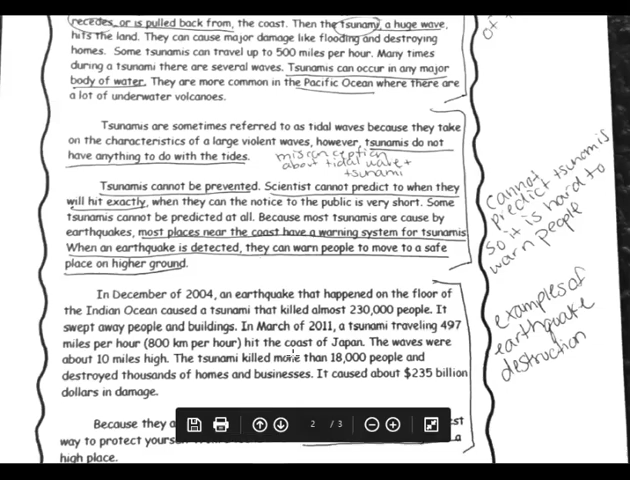 recedes, or is pulled back from, the coast. Then the tsunami, a huge wave,
hits the land. They can cause major damage like flooding and destroying
homes. Some tsunamis can travel up to 500 miles per hour. Many times
during a tsunami there are several waves. Tsunamis can occur in any major
body of water. They are more common in the Pacific Ocean where there are
a lot of underwater volcanoes.
Tsunamis are sometimes referred to as tidal waves because they take
on the characteristics of a large violent waves, however, tsunamis do not
have anything to do with the tides.
misconception
about tidal wave +
tsunami
Tsunamis cannot be prevented. Scientist cannot predict to when they
will hit exactly, when they can the notice to the public is very short. Some
tsunamis cannot be predicted at all. Because most tsunamis are cause by
earthquakes, most places near the coast have a warning system for tsunamis.
When an earthquake is detected, they can warn people to move to a safe
place on higher ground.
cannot
predict tsunamis
so it is hard to
warn people
In December of 2004, an earthquake that happened on the floor of
the Indian Ocean caused a tsunami that killed almost 230,000 people. It
swept away people and buildings. In March of 2011, a tsunami traveling 497
miles per hour (800 km per hour) hit the coast of Japan. The waves were
about 10 miles high. The tsunami killed more than 18,000 people and
destroyed thousands of homes and businesses. It caused about $235 billion
dollars in damage.
examples of
earthquake
destruction
Because they a
way to protect yours
a
high place.
2 / 3